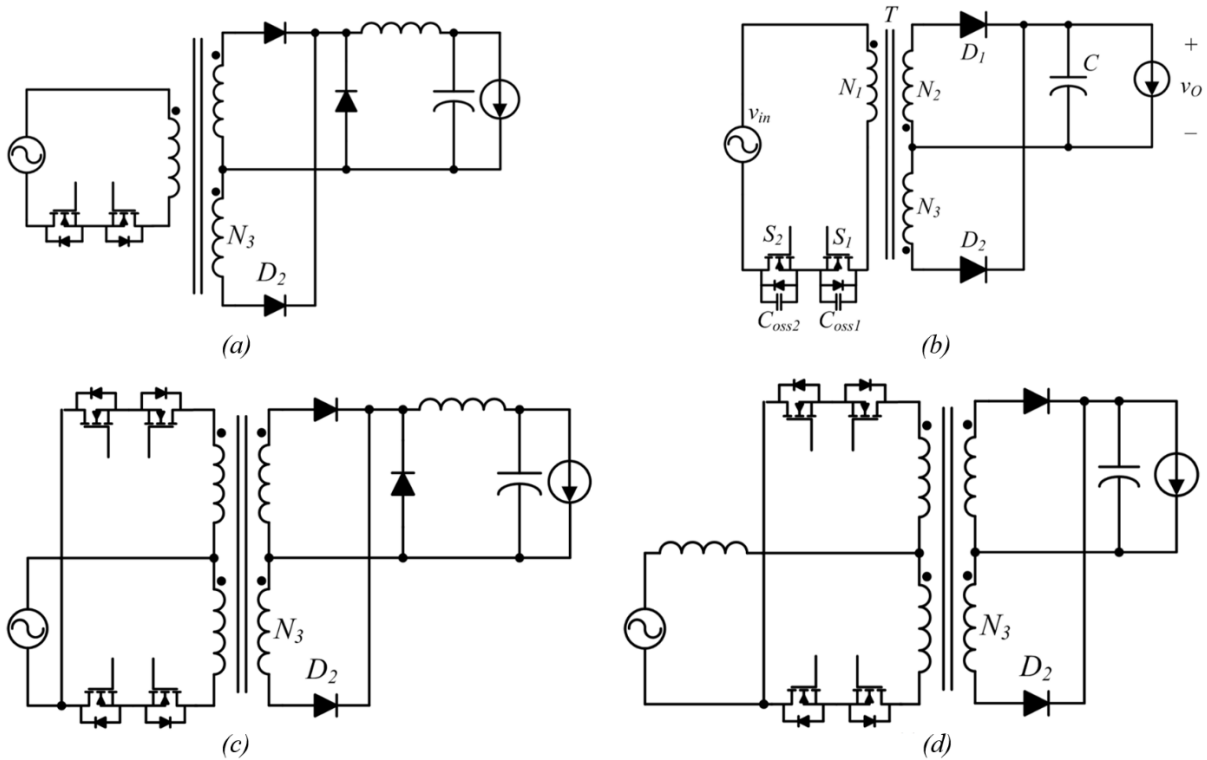 N3
D2
(a)
T
D1
N1
N2
C
+
vO
−
vin
N3
S2
S1
D2
Coss2
Coss1
(b)
N3
D2
(c)
N3
D2
(d)